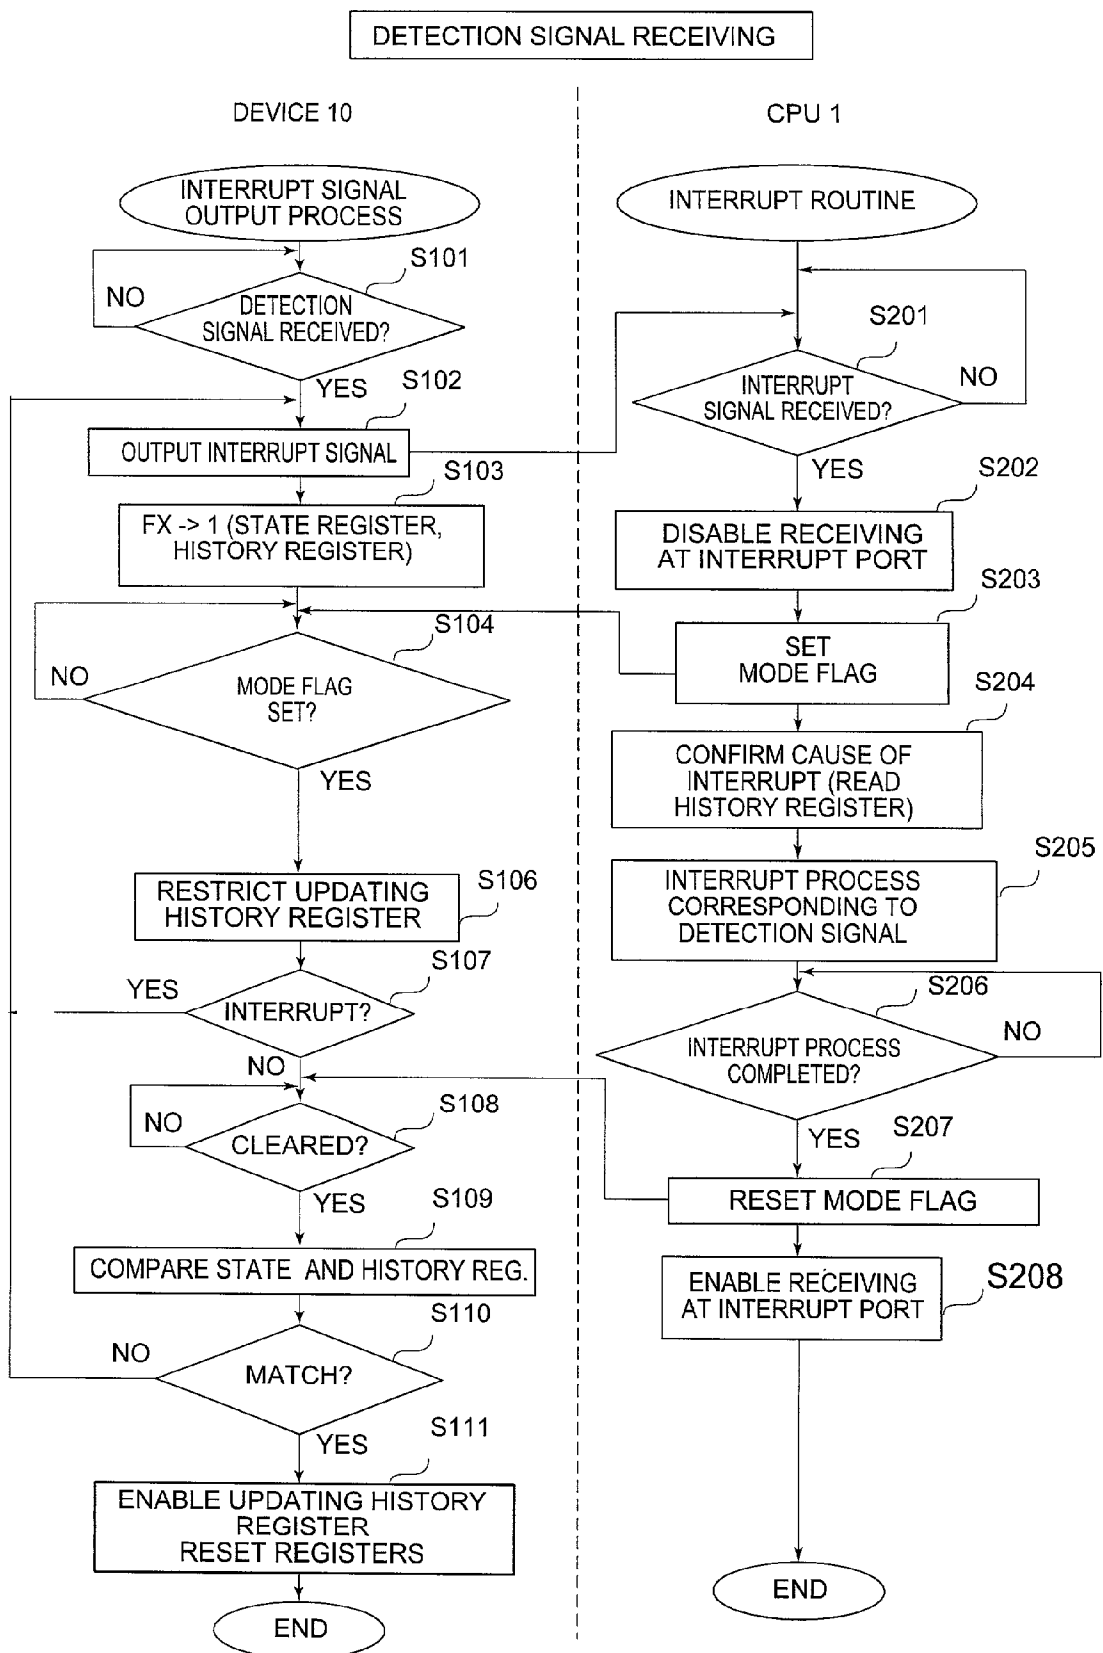 DETECTION SIGNAL RECEIVING
DEVICE 10
INTERRUPT SIGNAL
OUTPUT PROCESS
S101
NO
DETECTION
SIGNAL RECEIVED?
YES
S102
OUTPUT INTERRUPT SIGNAL
S103
FX -> 1 (STATE REGISTER,
HISTORY REGISTER)
S104
NO
MODE FLAG
SET?
YES
S106
RESTRICT UPDATING
HISTORY REGISTER
S107
YES
INTERRUPT?
NO
S108
NO
CLEARED?
YES
S109
COMPARE STATE AND HISTORY REG.
S110
NO
MATCH?
YES
S111
ENABLE UPDATING HISTORY
REGISTER
RESET REGISTERS
END
CPU 1
INTERRUPT ROUTINE
S201
INTERRUPT
SIGNAL RECEIVED?
NO
YES
S202
DISABLE RECEIVING
AT INTERRUPT PORT
S203
SET
MODE FLAG
S204
CONFIRM CAUSE OF
INTERRUPT (READ
HISTORY REGISTER)
S205
INTERRUPT PROCESS
CORRESPONDING TO
DETECTION SIGNAL
S206
NO
INTERRUPT PROCESS
COMPLETED?
YES
S207
RESET MODE FLAG
S208
ENABLE RECEIVING
AT INTERRUPT PORT
END